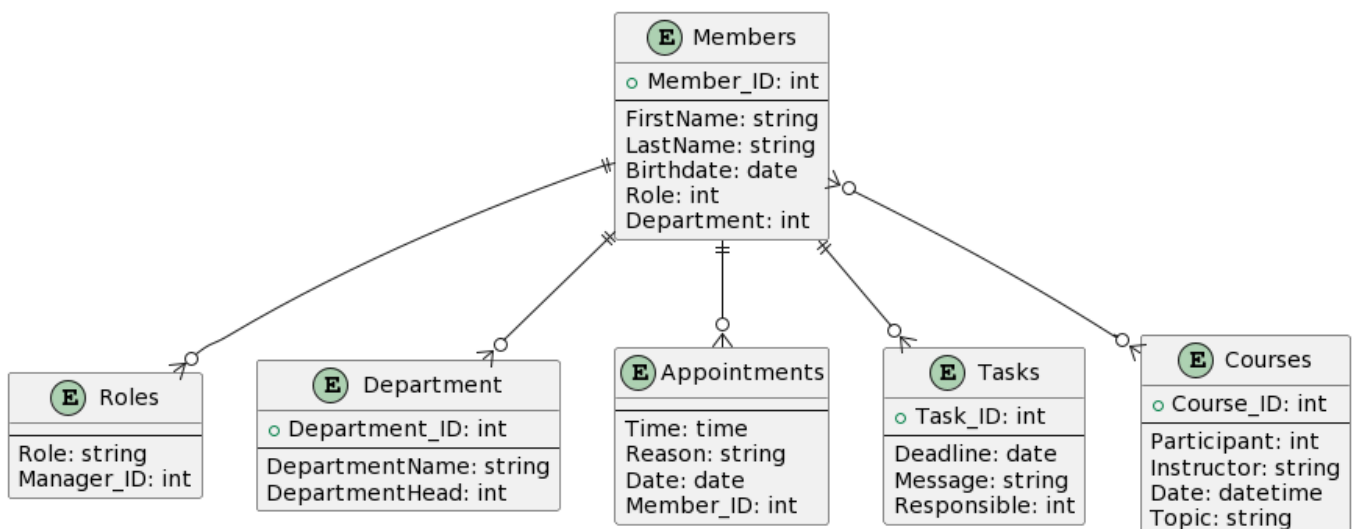 E Members
Member_ID: int
FirstName: string
LastName: string
Birthdate: date
Role: int
Department: int
E Roles
Role: string
Manager_ID: int
E Department
Department_ID: int
DepartmentName: string
DepartmentHead: int
E Appointments
Time: time
Reason: string
Date: date
Member_ID: int
E Tasks
Task_ID: int
Deadline: date
Message: string
Responsible: int
E Courses
Course_ID: int
Participant: int
Instructor: string
Date: datetime
Topic: string